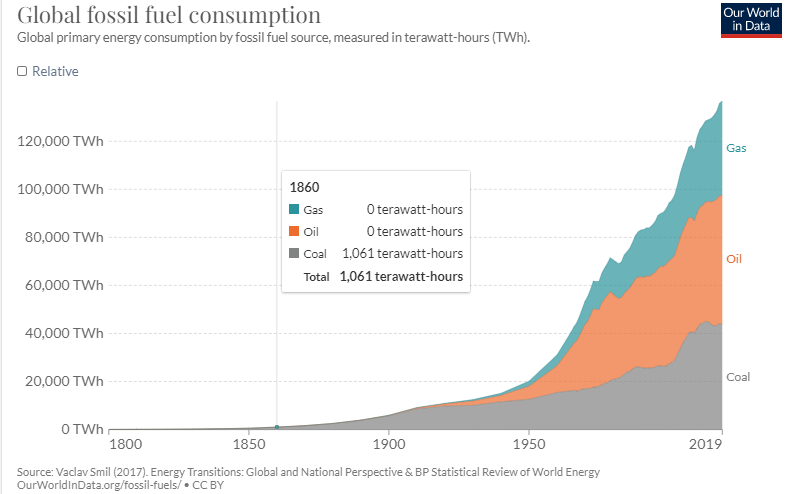 Global fossil fuel consumption
Global primary energy consumption by fossil fuel source, measured in terawatt-hours (TWh).
Our World
in Data
Relative
120,000 TWh
100,000 TWh
80,000 TWh
60,000 TWh
40,000 TWh
20,000 TWh
0 TWh
1860
Gas 0 terawatt-hours
Oil 0 terawatt-hours
Coal 1,061 terawatt-hours
Total 1,061 terawatt-hours
Gas
Oil
Coal
1800 1850 1900 1950 2019
Source: Vaclav Smil (2017). Energy Transitions: Global and National Perspective & BP Statistical Review of World Energy
OurWorldInData.org/fossil-fuels/ • CC BY